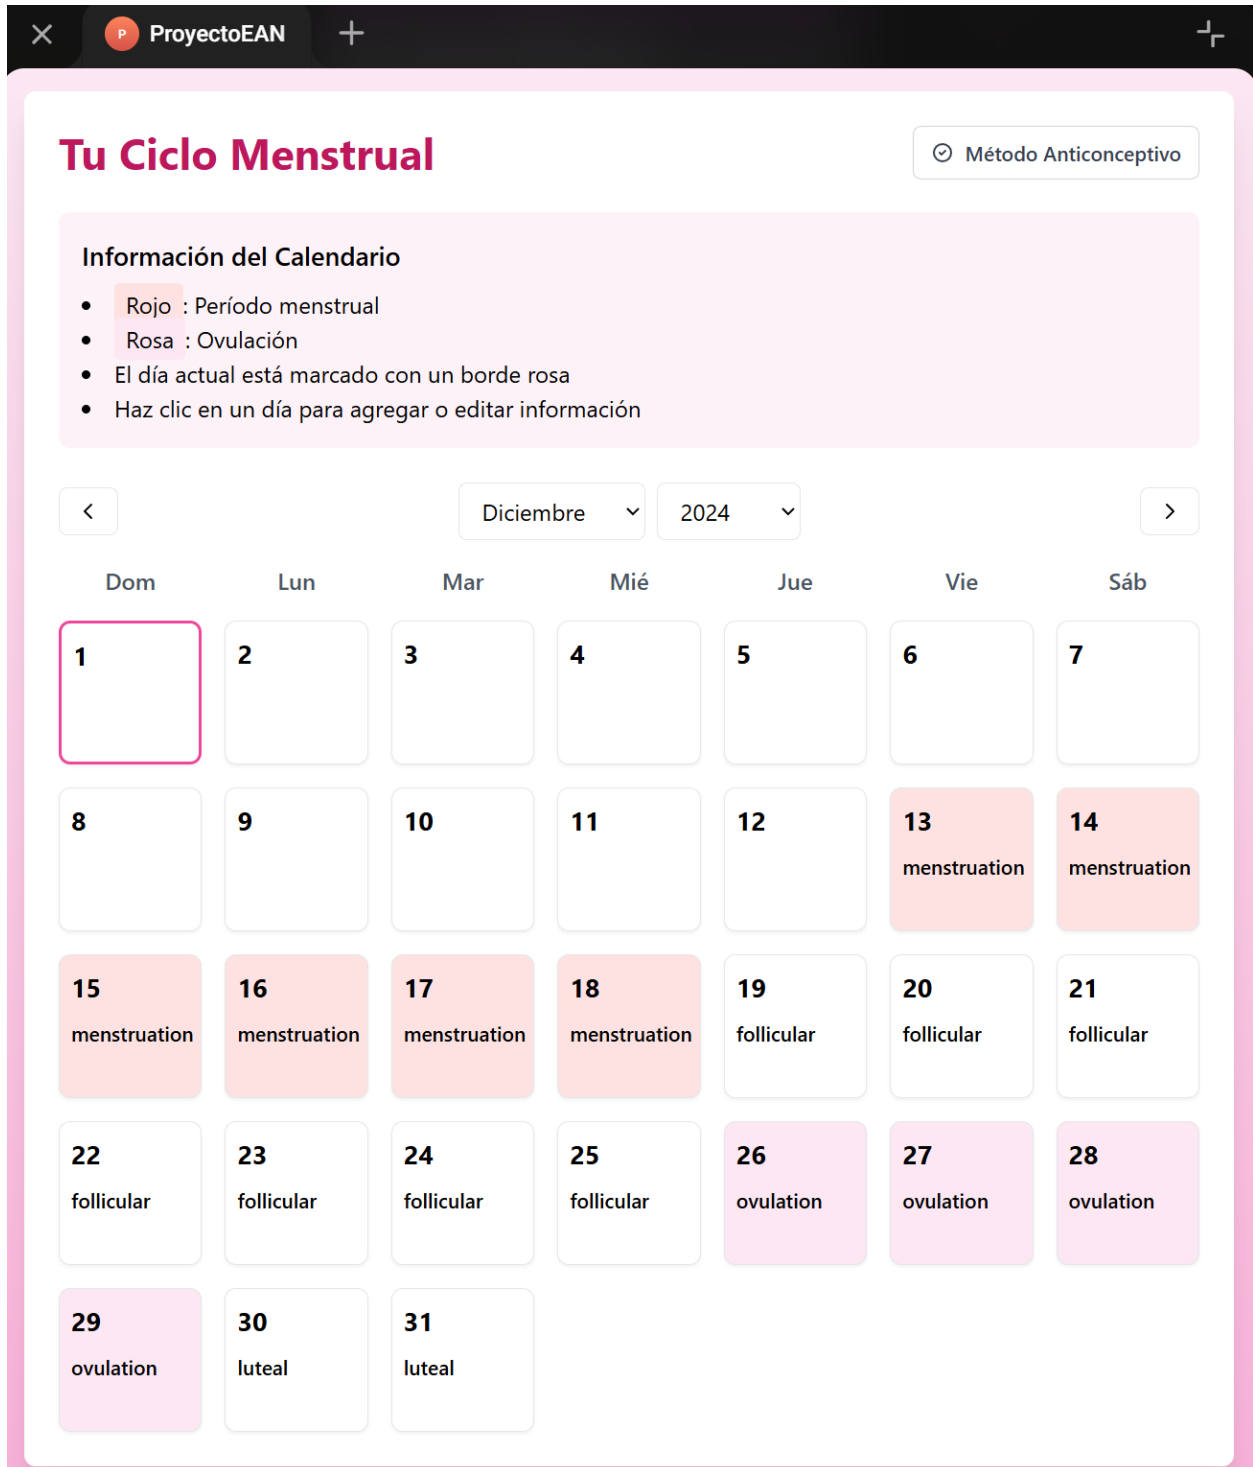 P ProyectoEAN
Tu Ciclo Menstrual
Método Anticonceptivo
Información del Calendario
Rojo : Período menstrual
Rosa : Ovulación
El día actual está marcado con un borde rosa
Haz clic en un día para agregar o editar información
Diciembre 2024
Dom Lun Mar Mié Jue Vie Sáb
1 2 3 4 5 6 7
8 9 10 11 12 13 14
menstruation menstruation
15 16 17 18 19 20 21
menstruation menstruation menstruation menstruation follicular follicular follicular
22 23 24 25 26 27 28
follicular follicular follicular follicular ovulation ovulation ovulation
29 30 31
ovulation luteal luteal